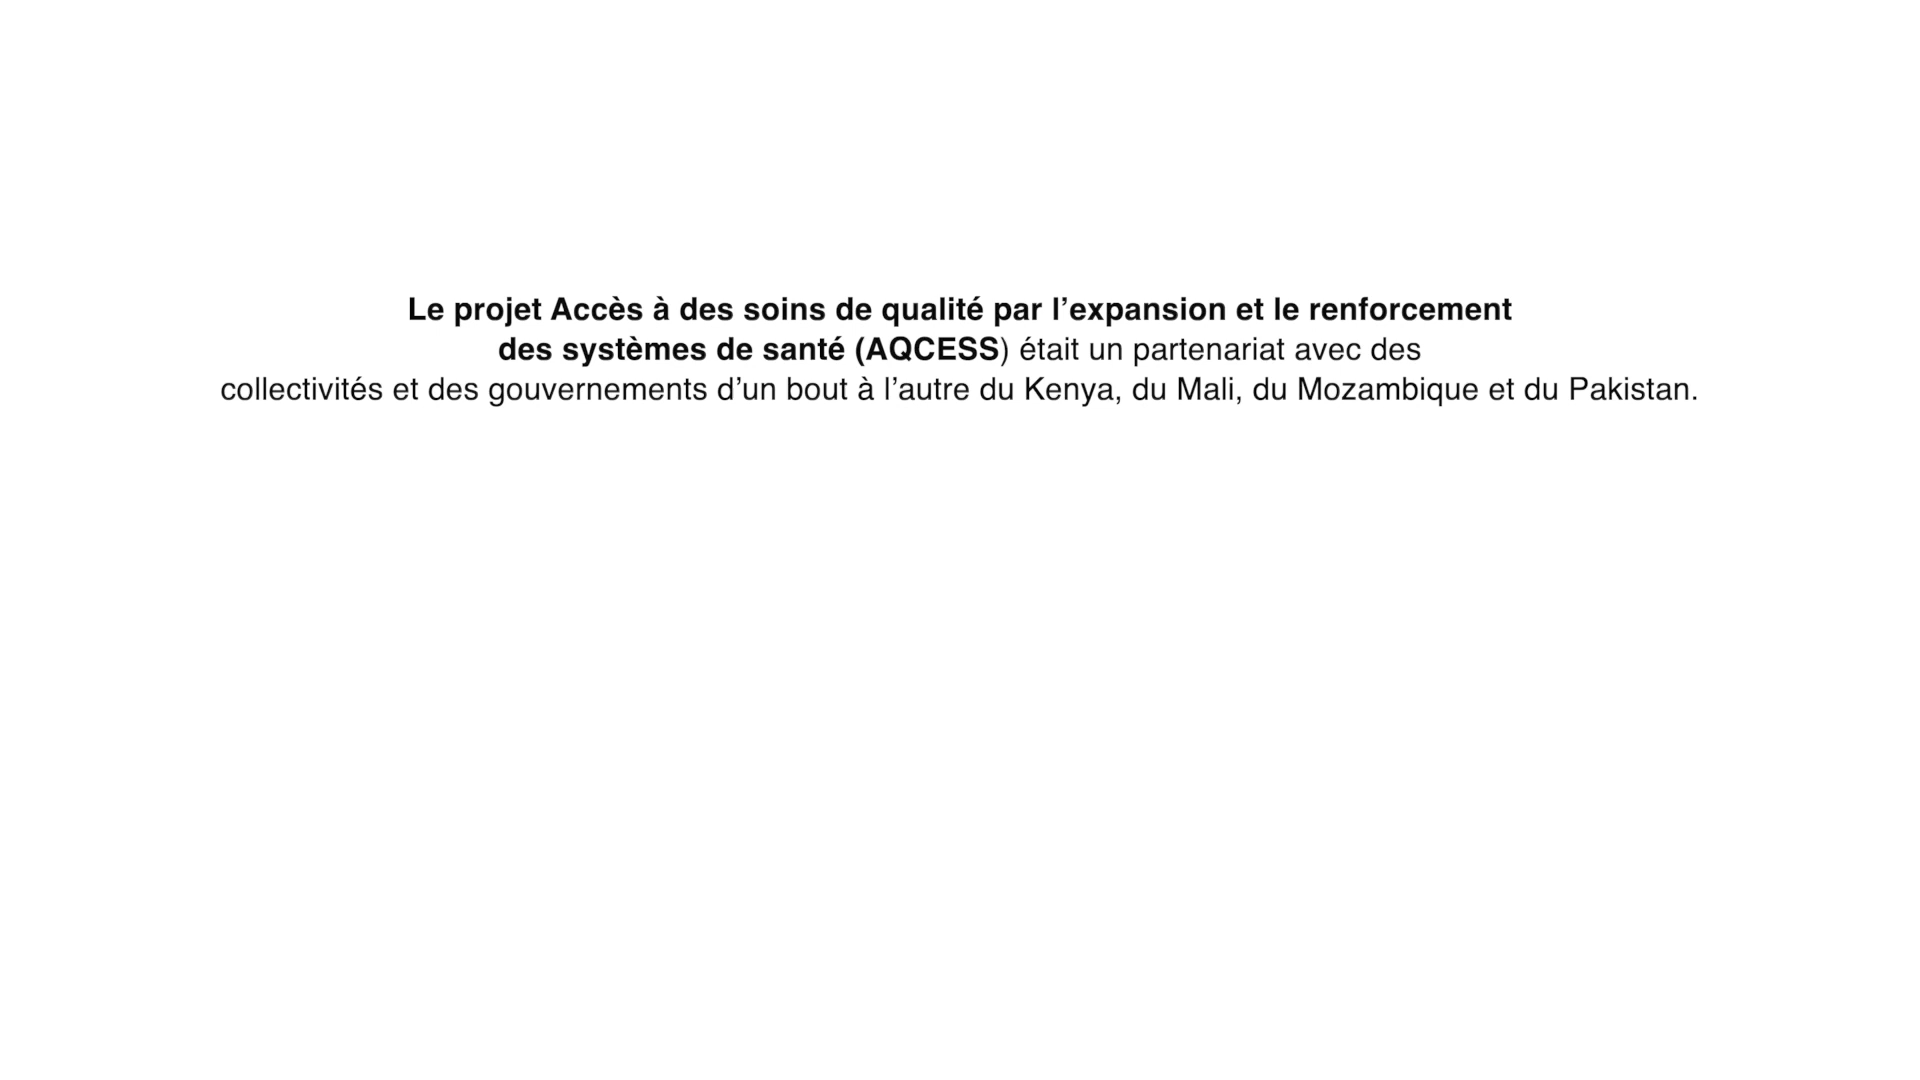 Le projet Accès à des soins de qualité par l’expansion et le renforcement
des systèmes de santé (AQCESS) était un partenariat avec des
collectivités et des gouvernements d’un bout à l’autre du Kenya, du Mali, du Mozambique et du Pakistan.